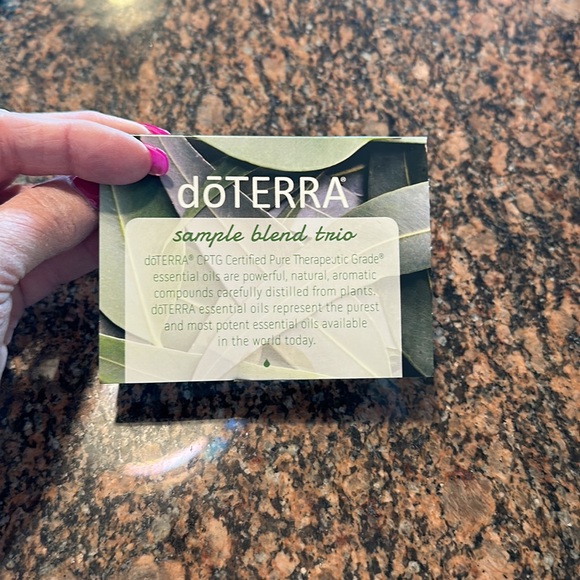 dōTERRA®
sample blend trio
dōTERRA® CPTG Certified Pure Therapeutic Grade®
essential oils are powerful, natural, aromatic
compounds carefully distilled from plants.
dōTERRA essential oils represent the purest
and most potent essential oils available
in the world today.